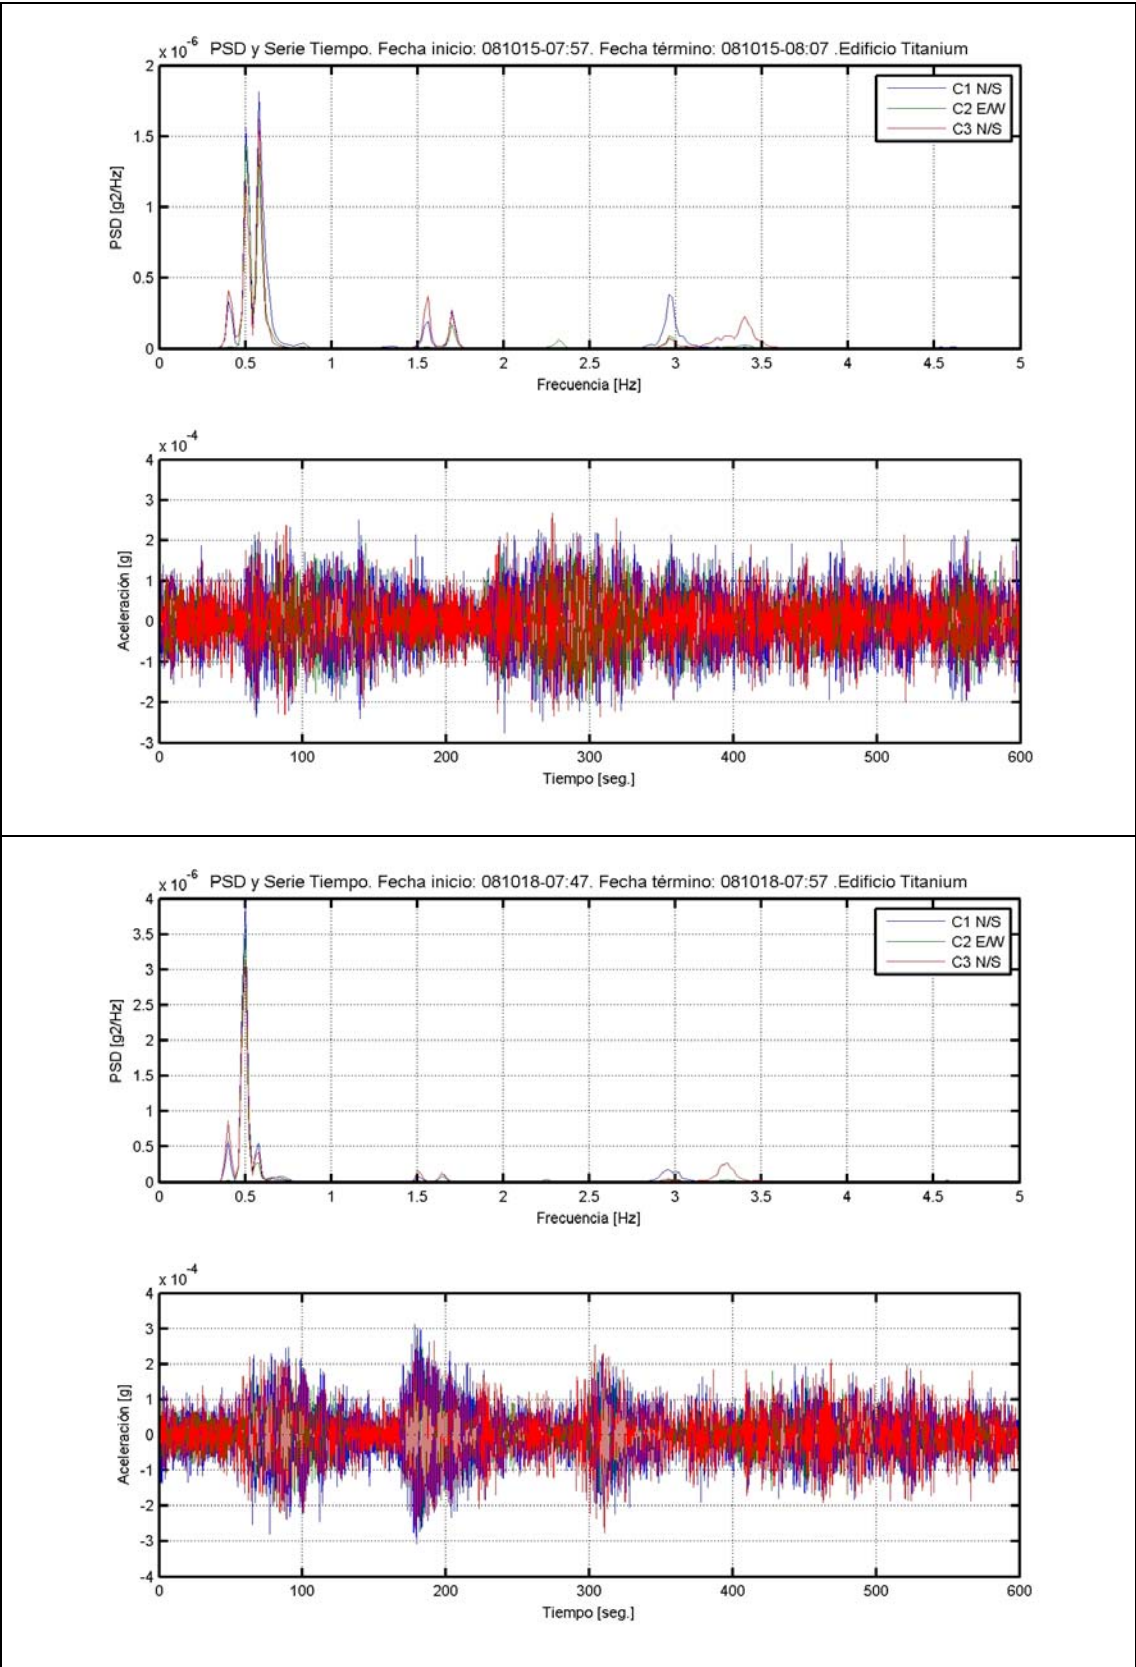 x 10-6 PSD y Serie Tiempo. Fecha inicio: 081015-07:57. Fecha término: 081015-08:07 .Edificio Titanium
2
1.5
1
0.5
0
PSD [g2/Hz]
C1 N/S
C2 E/W
C3 N/S
0 0.5 1 1.5 2 2.5 3 3.5 4 4.5 5
Frecuencia [Hz]
x 10-4
4
3
2
1
0
-1
-2
-3
Aceleración [g]
0 100 200 300 400 500 600
Tiempo [seg.]
x 10-6 PSD y Serie Tiempo. Fecha inicio: 081018-07:47. Fecha término: 081018-07:57 .Edificio Titanium
4
3.5
3
2.5
2
1.5
1
0.5
0
PSD [g2/Hz]
C1 N/S
C2 E/W
C3 N/S
0 0.5 1 1.5 2 2.5 3 3.5 4 4.5 5
Frecuencia [Hz]
x 10-4
4
3
2
1
0
-1
-2
-3
-4
Aceleración [g]
0 100 200 300 400 500 600
Tiempo [seg.]